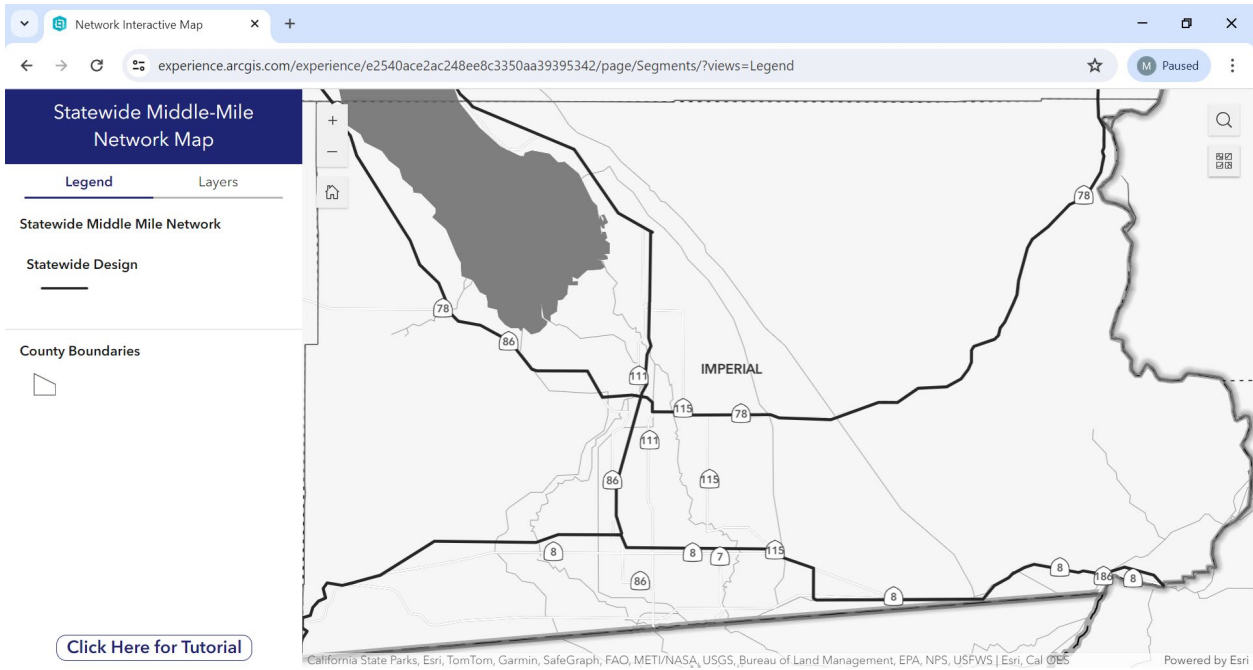 Network Interactive Map
experience.arcgis.com/experience/e2540ace2ac248ee8c3350aa39395342/page/Segments/?views=Legend
M Paused
Statewide Middle-Mile
Network Map
Legend Layers
Statewide Middle Mile Network
Statewide Design
County Boundaries
Click Here for Tutorial
78
78
86
111
IMPERIAL
115
78
111
86
115
8
8
7
115
86
8
8
186
8
California State Parks, Esri, TomTom, Garmin, SafeGraph, FAO, METI/NASA, USGS, Bureau of Land Management, EPA, NPS, USFWS | Esri, Cal OES
Powered by Esri